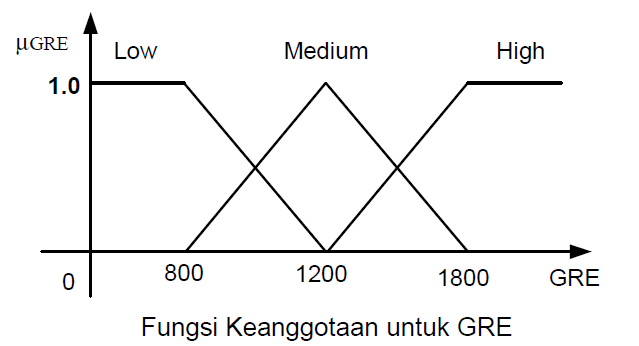 μGRE
Low Medium High
1.0
0 800 1200 1800 GRE
Fungsi Keanggotaan untuk GRE